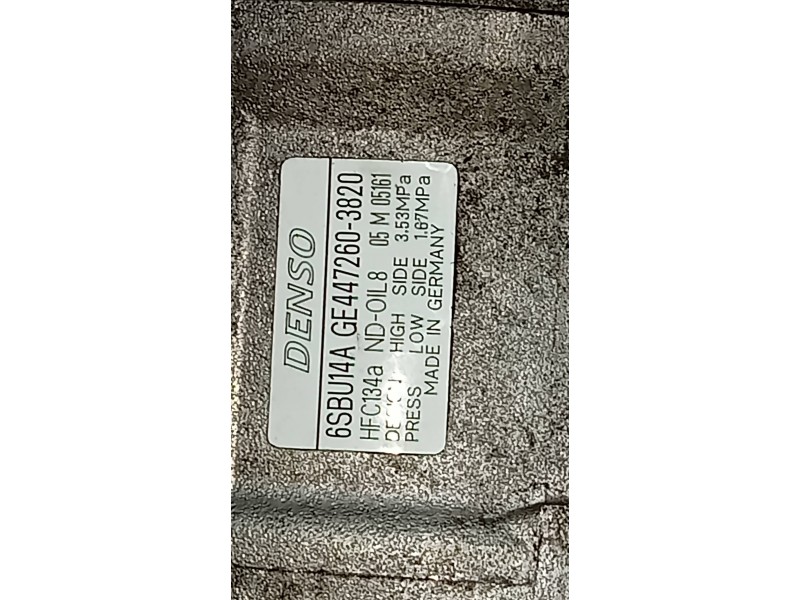 DENSO
6SBU14A GE447260-3820
HFC134a ND-OIL8 05 M 05161
DESIGN HIGH SIDE 3.53MPa
PRESS LOW SIDE 1.67MPa
MADE IN GERMANY